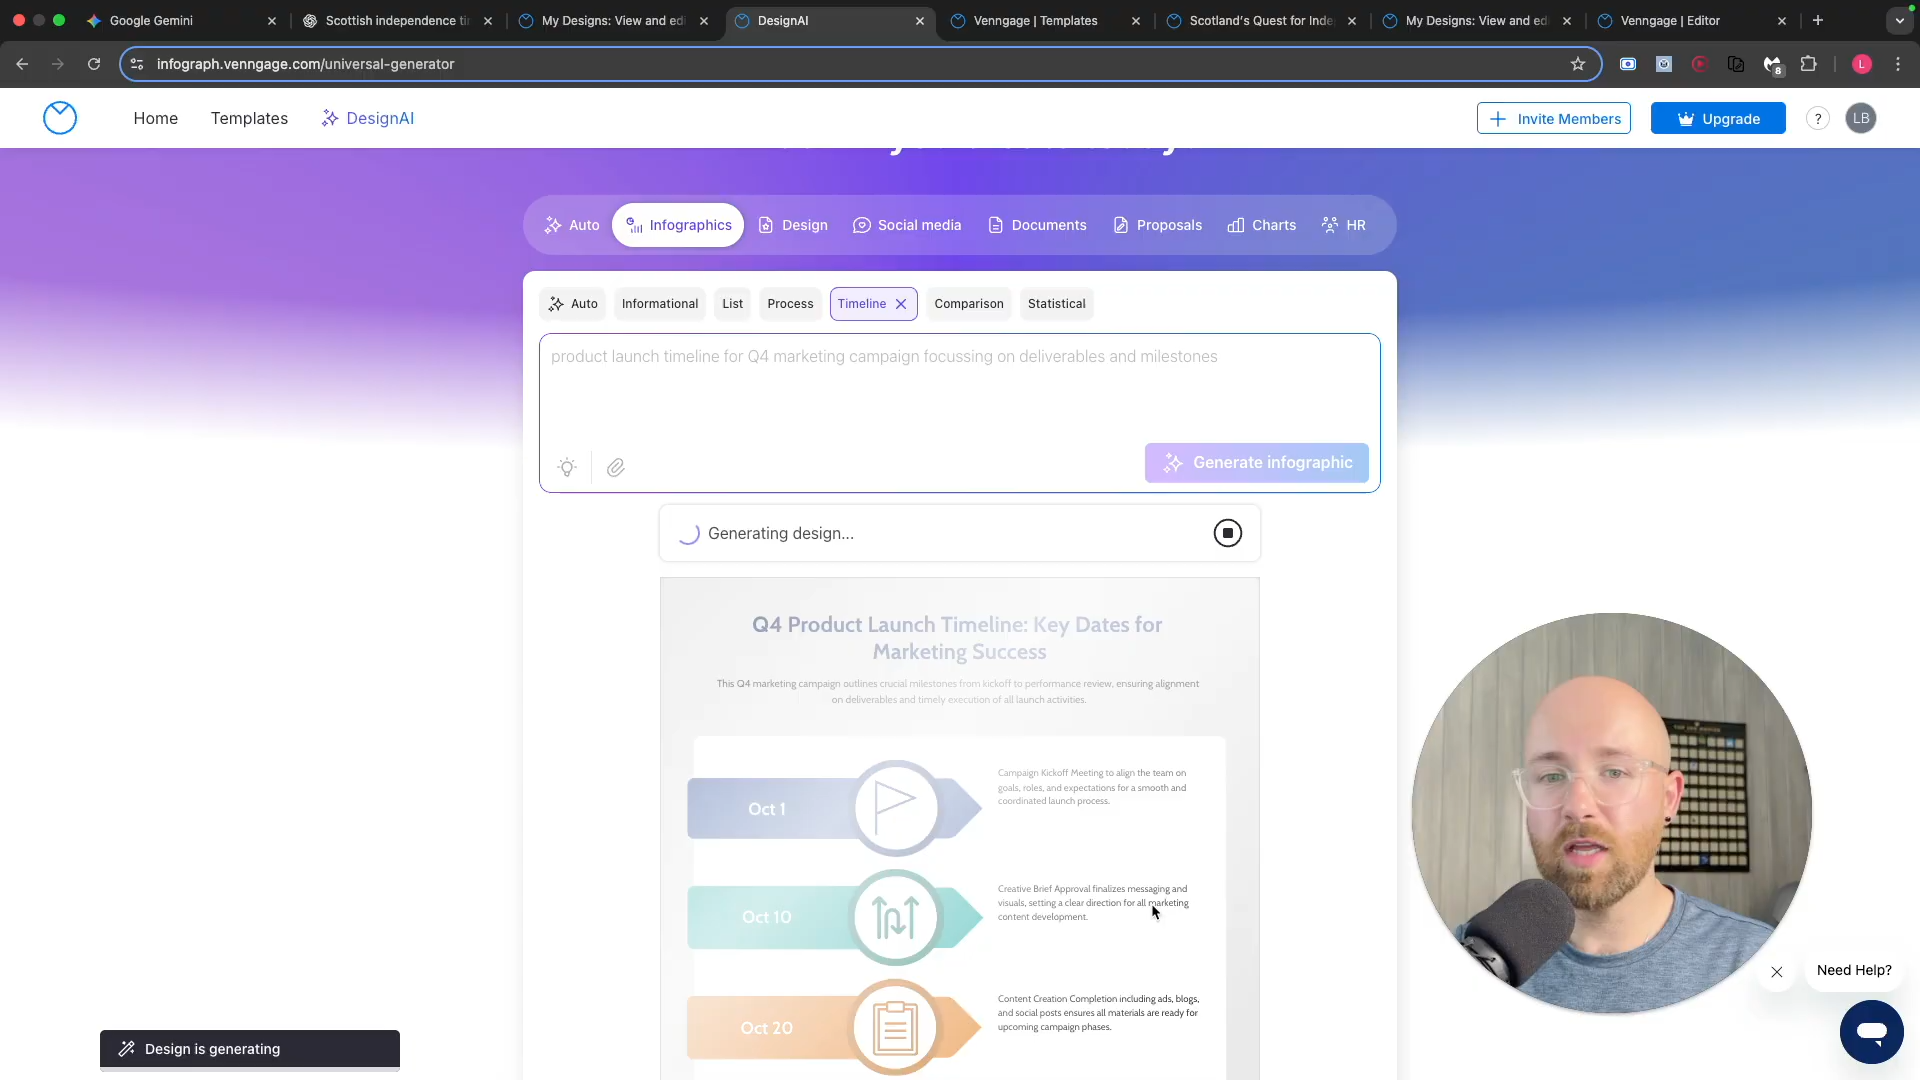 Google Gemini
Scottish independence ti
My Designs: View and edi
DesignAI
Venngage | Templates
Scotland's Quest for Inde
My Designs: View and edi
Venngage | Editor
infograph.venngage.com/universal-generator
8
L
Home
Templates
DesignAI
Invite Members
Upgrade
?
LB
Auto
Infographics
Design
Social media
Documents
Proposals
Charts
HR
Auto
Informational
List
Process
Timeline
Comparison
Statistical
product launch timeline for Q4 marketing campaign focussing on deliverables and milestones
Generate infographic
Generating design...
Q4 Product Launch Timeline: Key Dates for
Marketing Success
This Q4 marketing campaign outlines crucial milestones from kickoff to performance review, ensuring alignment
on deliverables and timely execution of all launch activities.
Oct 1
Campaign Kickoff Meeting to align the team on
goals, roles, and expectations for a smooth and
coordinated launch process.
Oct 10
Creative Brief Approval finalizes messaging and
visuals, setting a clear direction for all marketing
content development.
Oct 20
Content Creation Completion including ads, blogs,
and social posts ensures all materials are ready for
upcoming campaign phases.
Need Help?
Design is generating